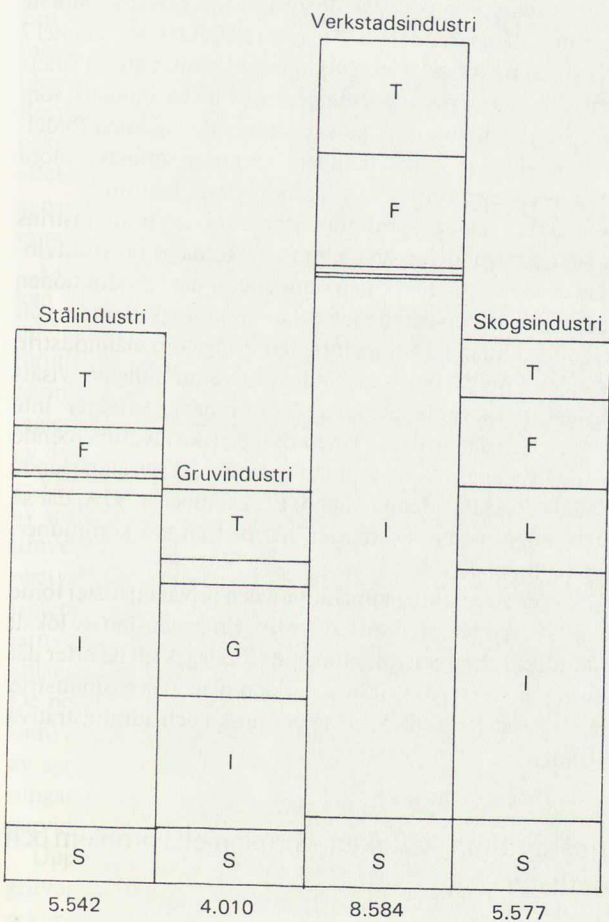 Verkstadsindustri
T
F
I
S
8.584
Stålindustri
T
F
I
S
5.542
Gruvindustri
T
G
I
S
4.010
Skogsindustri
T
F
L
I
S
5.577